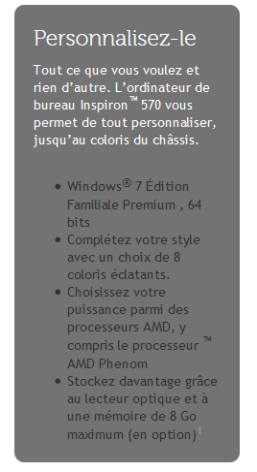 Personnalisez-le
Tout ce que vous voulez et
rien d'autre. L'ordinateur de
bureau Inspiron™ 570 vous
permet de tout personnaliser,
jusqu'au coloris du châssis.
• Windows® 7 Édition
Familiale Premium , 64
bits
• Complétez votre style
avec un choix de 8
coloris éclatants.
• Choisissez votre
puissance parmi des
processeurs AMD, y
compris le processeur ™
AMD Phenom
• Stockez davantage grâce
au lecteur optique et à
une mémoire de 8 Go
maximum (en option)¹